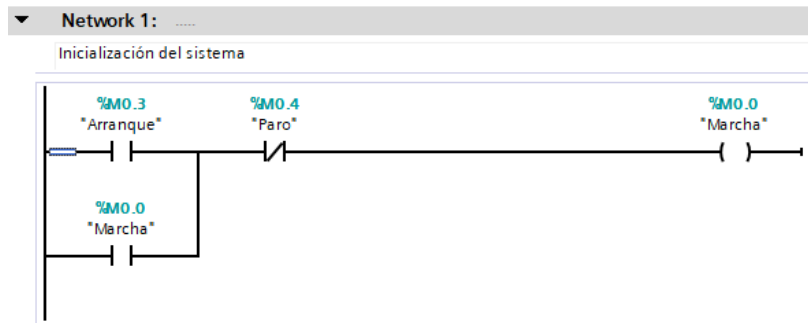 Network 1: .....
Inicialización del sistema
%M0.3 %M0.4 %M0.0
"Arranque" "Paro" "Marcha"
%M0.0
"Marcha"